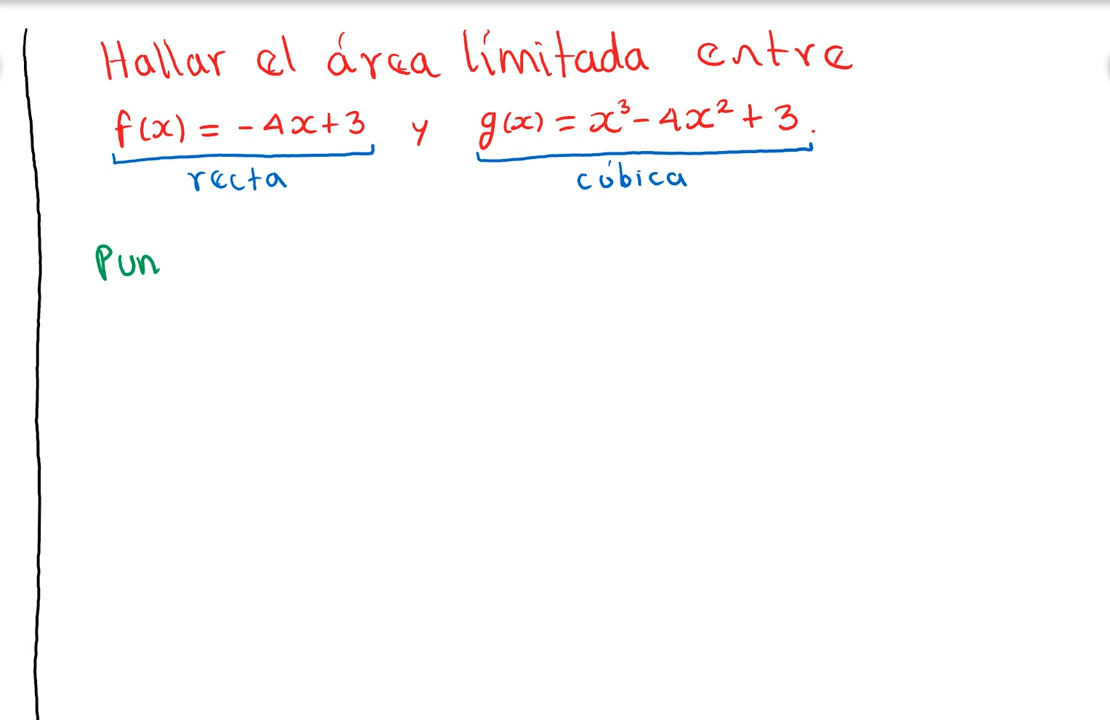 Hallar el área limitada entre
f(x) = -4x+3 y g(x) = x³-4x²+3.
recta cúbica
Pun